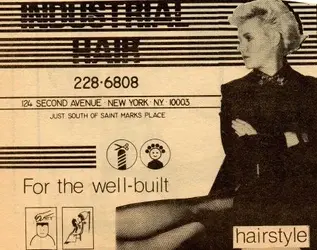 INDUSTRIAL
HAIR
228·6808
124 SECOND AVENUE · NEW YORK · N.Y. 10003
JUST SOUTH OF SAINT MARKS PLACE
For the well-built
hairstyle